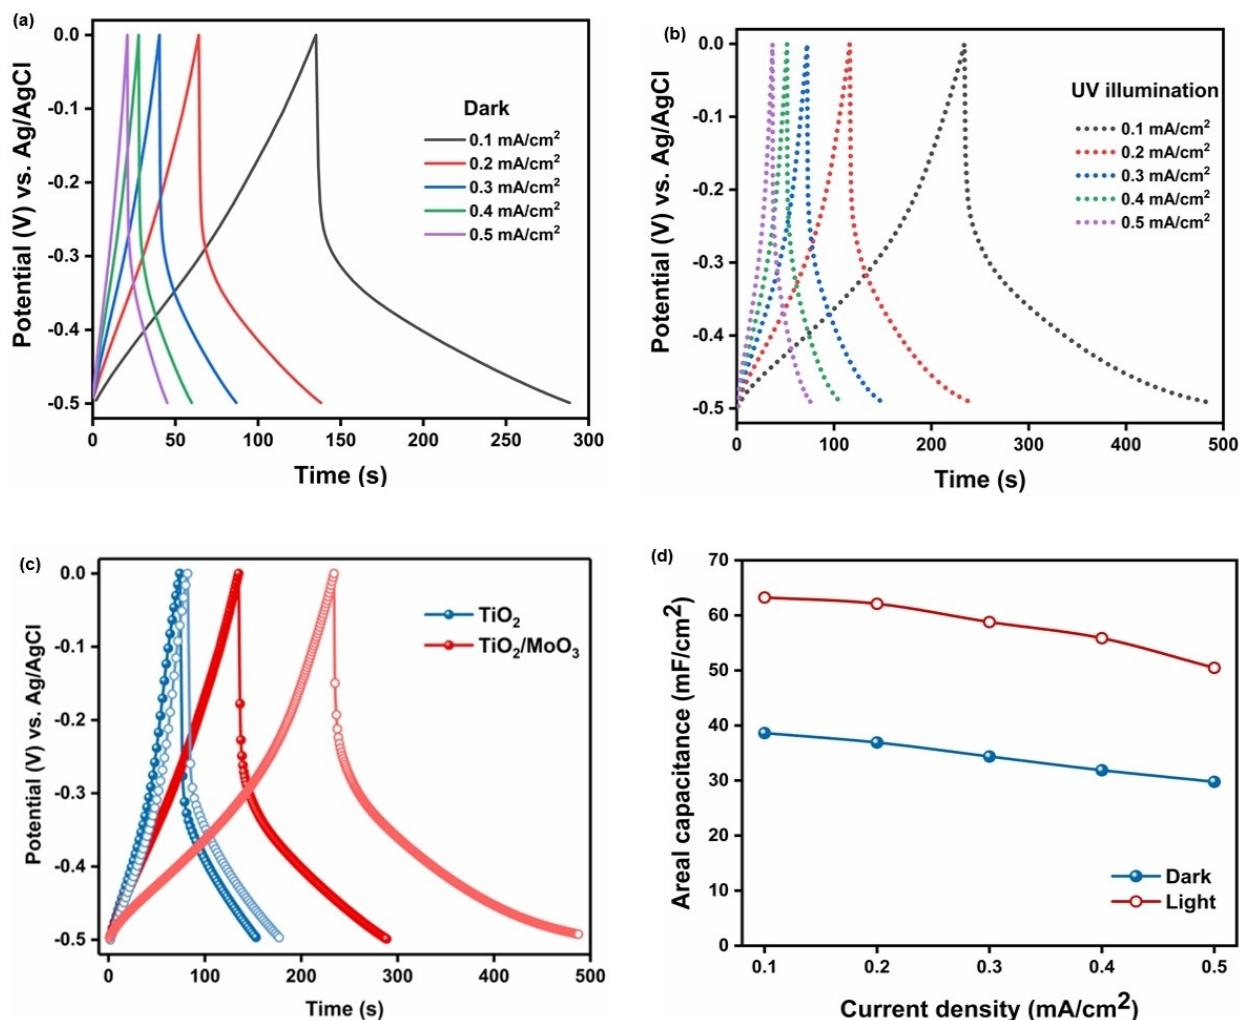 (a)
0.0
-0.1
-0.2
-0.3
-0.4
-0.5
Potential (V) vs. Ag/AgCl
Dark
0.1 mA/cm²
0.2 mA/cm²
0.3 mA/cm²
0.4 mA/cm²
0.5 mA/cm²
0 50 100 150 200 250 300
Time (s)
(b)
0.0
-0.1
-0.2
-0.3
-0.4
-0.5
Potential (V) vs. Ag/AgCl
UV illumination
0.1 mA/cm²
0.2 mA/cm²
0.3 mA/cm²
0.4 mA/cm²
0.5 mA/cm²
0 100 200 300 400 500
Time (s)
(c)
0.0
-0.1
-0.2
-0.3
-0.4
-0.5
Potential (V) vs. Ag/AgCl
TiO₂
TiO₂/MoO₃
0 100 200 300 400 500
Time (s)
(d)
70
60
50
40
30
20
10
0
Areal capacitance (mF/cm²)
Dark
Light
0.1 0.2 0.3 0.4 0.5
Current density (mA/cm²)